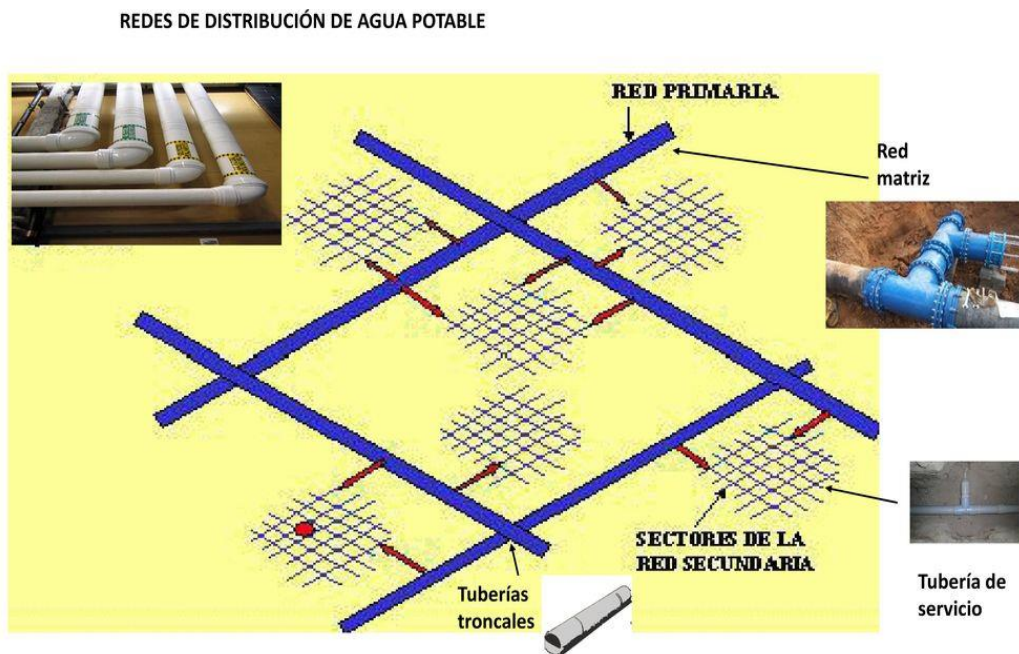 REDES DE DISTRIBUCIÓN DE AGUA POTABLE
RED PRIMARIA
Red
matriz
SECTORES DE LA
RED SECUNDARIA
Tuberías
troncales
Tubería de
servicio